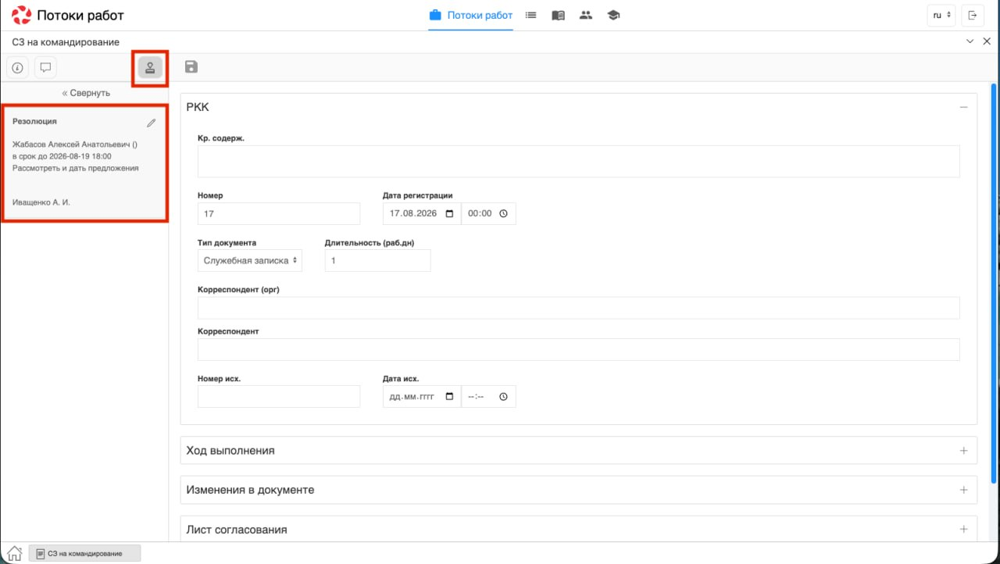 Потоки работ
Потоки работ
ru
СЗ на командирование
« Свернуть
Резолюция
Жабасов Алексей Анатольевич ()
в срок до 2026-08-19 18:00
Рассмотреть и дать предложения
Иващенко А. И.
РКК
Кр. содерж.
Номер
Дата регистрации
17
17.08.2026
00:00
Тип документа
Длительность (раб.дн)
Служебная записка
1
Корреспондент (орг)
Корреспондент
Номер исх.
Дата исх.
дд.мм.гггг
--:--
Ход выполнения
Изменения в документе
Лист согласования
СЗ на командирование